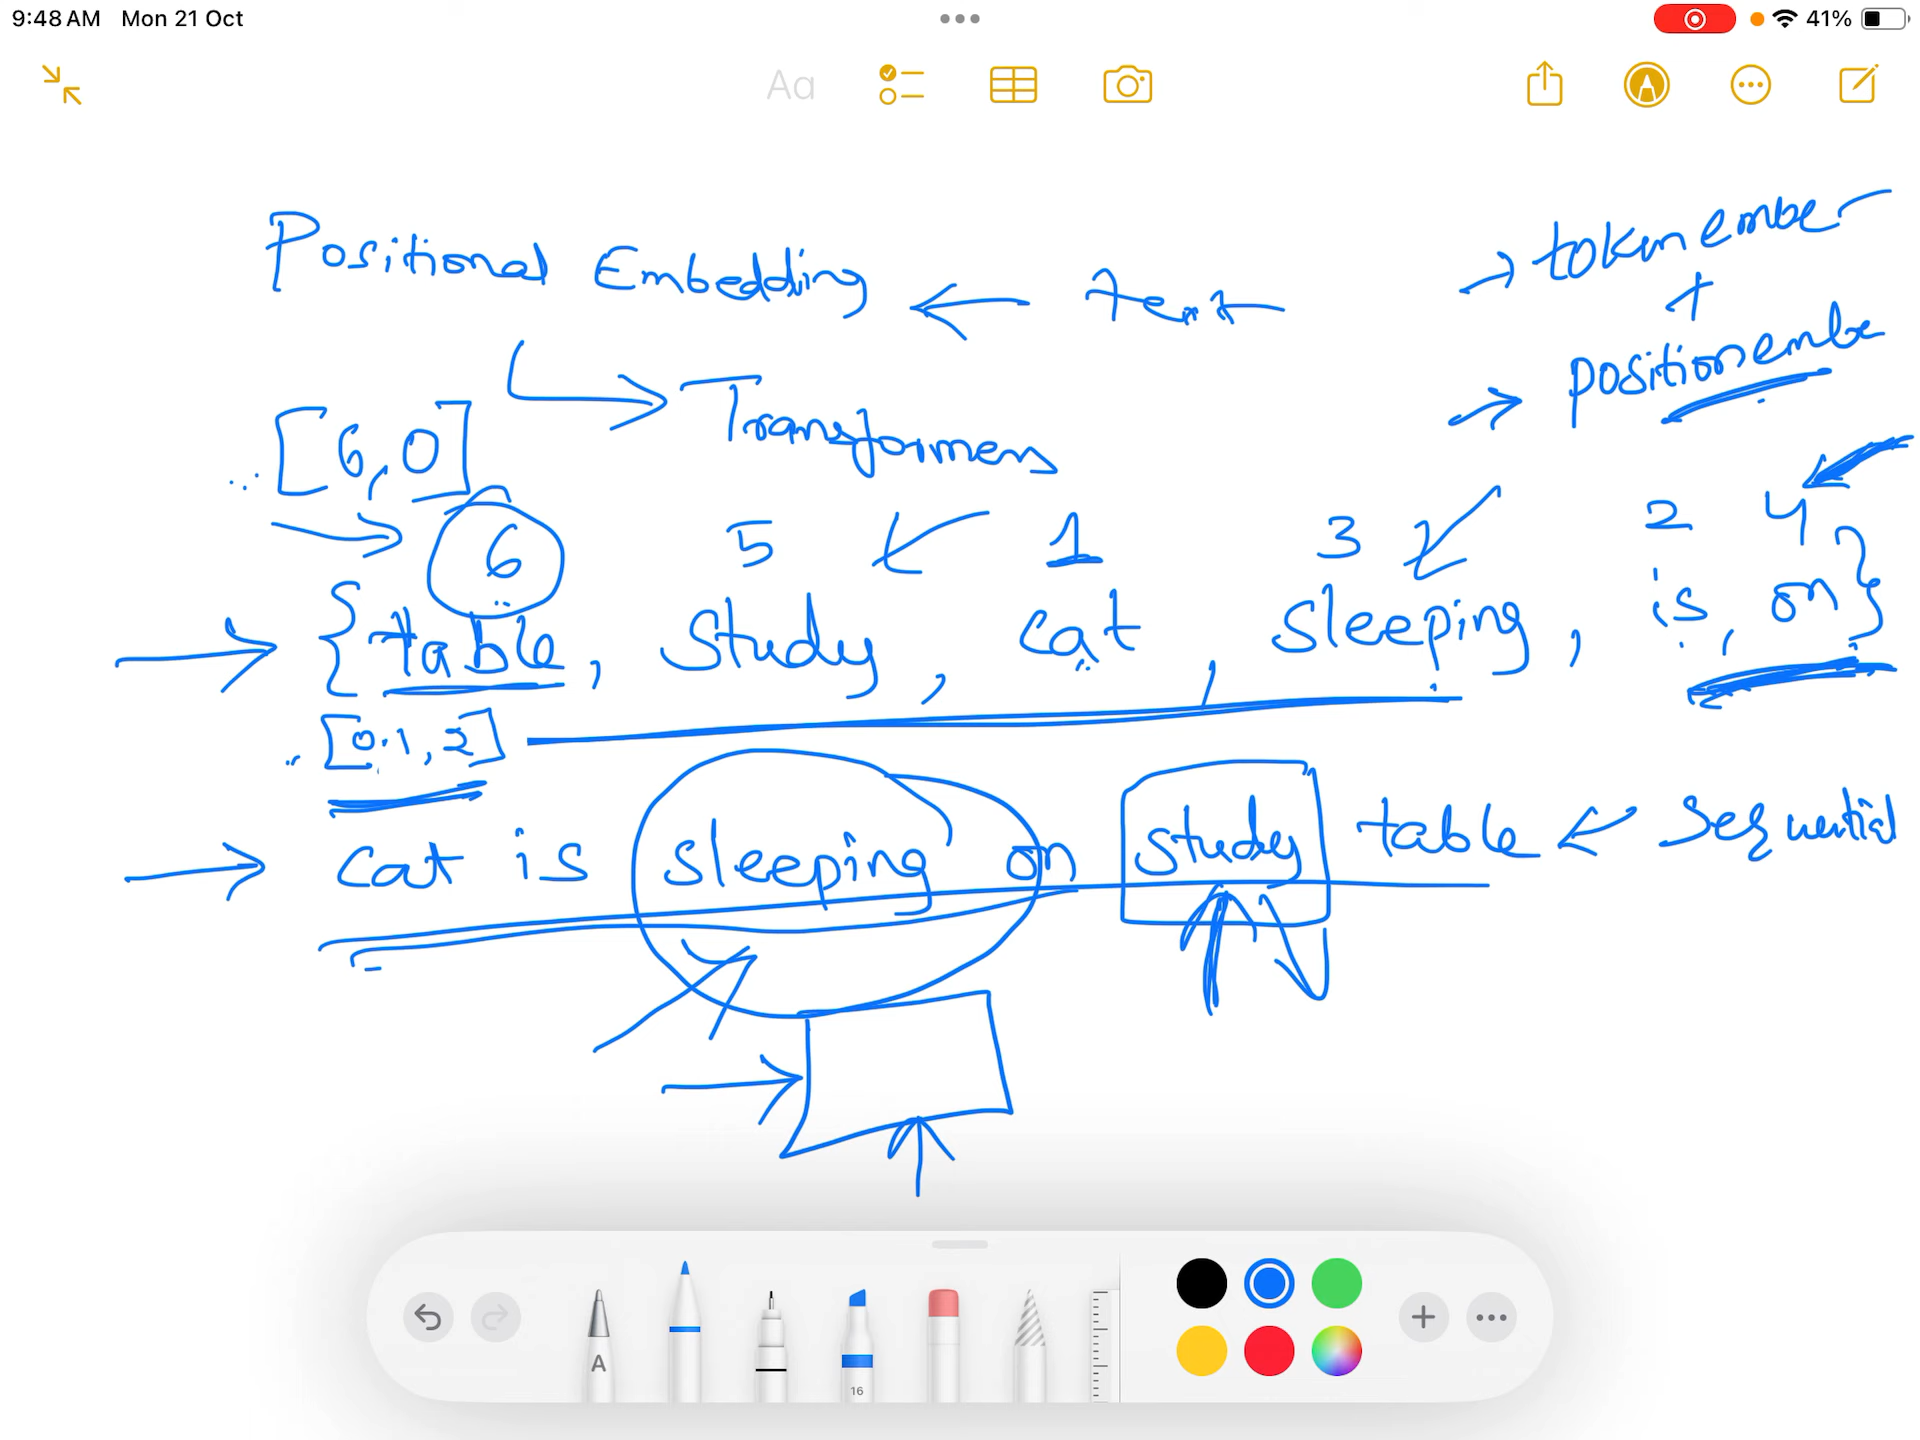 9:48 AM Mon 21 Oct
41%
Aa
Positional Embedding ← text
→ token embe
+
→ position embe
→ Transformers
[6,0]
→ 6 5 1 3 2 4
→ {table, study, cat, sleeping, is, on}
[0.1, 2]
→ cat is sleeping on study table ← Sequential
A
16